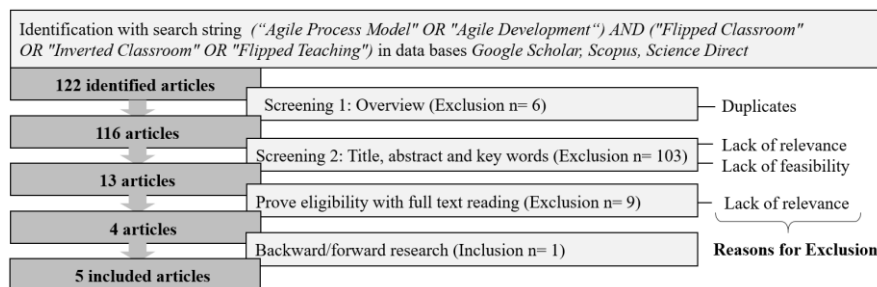 Identification with search string (“Agile Process Model" OR "Agile Development“) AND ("Flipped Classroom"
OR "Inverted Classroom" OR "Flipped Teaching") in data bases Google Scholar, Scopus, Science Direct
122 identified articles
Screening 1: Overview (Exclusion n= 6)
Duplicates
116 articles
Lack of relevance
Screening 2: Title, abstract and key words (Exclusion n= 103)
Lack of feasibility
13 articles
Prove eligibility with full text reading (Exclusion n= 9)
Lack of relevance
4 articles
Backward/forward research (Inclusion n= 1)
Reasons for Exclusion
5 included articles